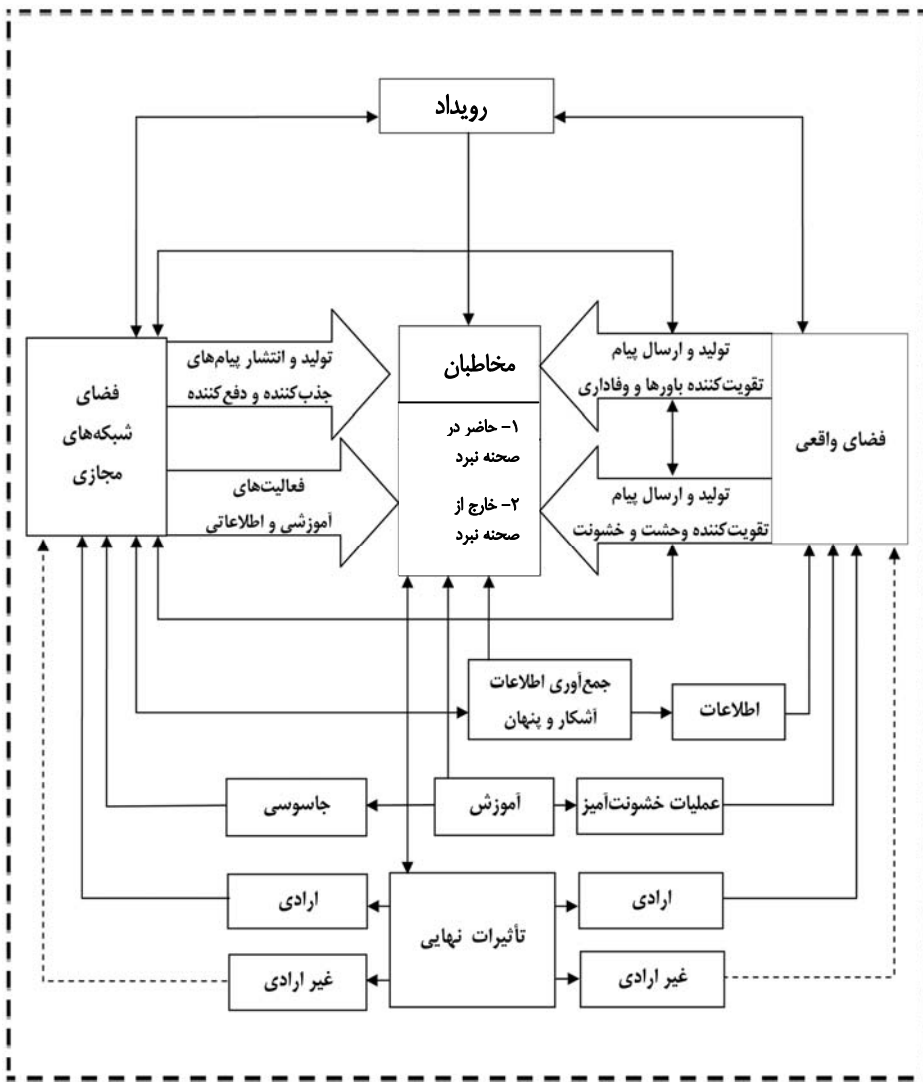 رویداد
تولید و ارسال پیام
تقویت‌کننده باورها و وفاداری
مخاطبان
تولید و انتشار پیام‌های
جذب‌کننده و دفع‌کننده
فضای واقعی
۱- حاضر در
صحنه نبرد
۲- خارج از
صحنه نبرد
فضای
شبکه‌های
مجازی
تولید و ارسال پیام
تقویت‌کننده وحشت و خشونت
فعالیت‌های
آموزشی و اطلاعاتی
اطلاعات
جمع‌آوری اطلاعات
آشکار و پنهان
عملیات خشونت‌آمیز
آموزش
جاسوسی
ارادی
تأثیرات نهایی
ارادی
غیر ارادی
غیر ارادی